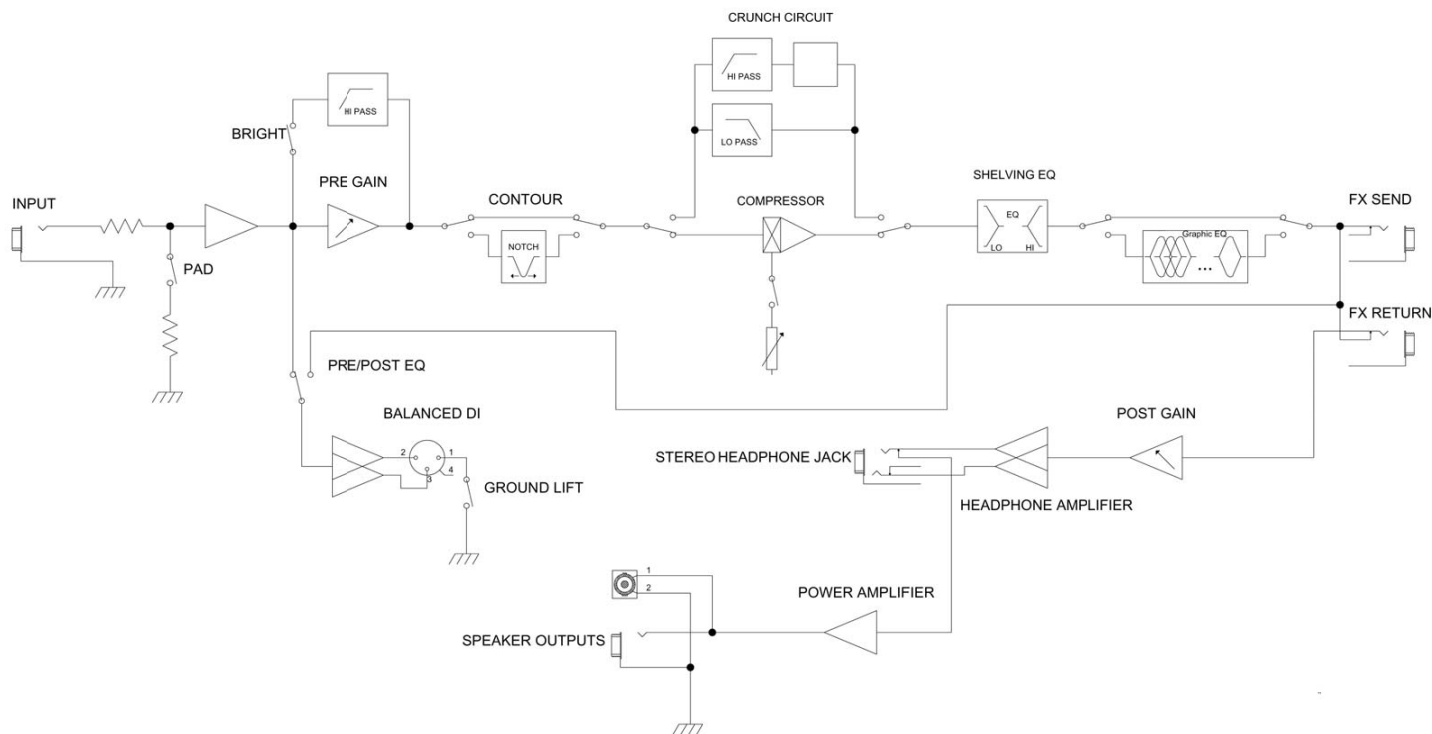 CRUNCH CIRCUIT
HI PASS
HI PASS
BRIGHT
LO PASS
PRE GAIN
SHELVING EQ
INPUT
CONTOUR
COMPRESSOR
FX SEND
EQ
LO HI
Graphic EQ
NOTCH
...
PAD
FX RETURN
PRE/POST EQ
BALANCED DI
POST GAIN
2 1
4
3
STEREO HEADPHONE JACK
GROUND LIFT
HEADPHONE AMPLIFIER
1
2
POWER AMPLIFIER
SPEAKER OUTPUTS